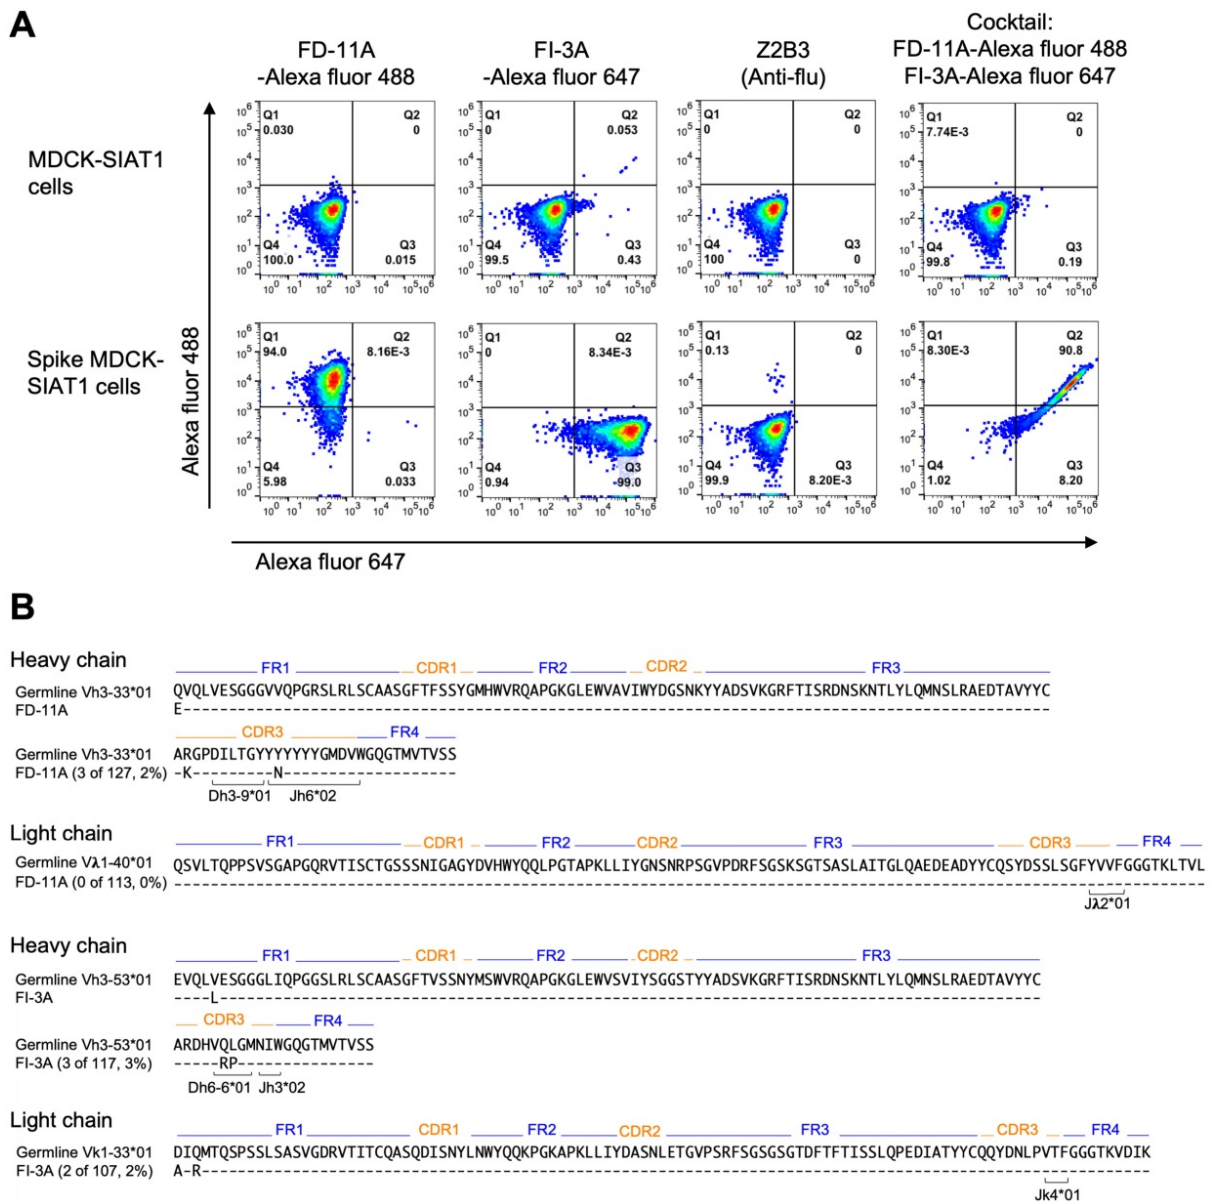 A
FD-11A
-Alexa fluor 488
FI-3A
-Alexa fluor 647
Z2B3
(Anti-flu)
Cocktail:
FD-11A-Alexa fluor 488
FI-3A-Alexa fluor 647
MDCK-SIAT1
cells
Q1
0.030
Q2
0
Q4
100.0
Q3
0.015
Q1
0
Q2
0.053
Q4
99.5
Q3
0.43
Q1
0
Q2
0
Q4
100
Q3
0
Q1
7.74E-3
Q2
0
Q4
99.8
Q3
0.19
Spike MDCK-
SIAT1 cells
Q1
94.0
Q2
8.16E-3
Q4
5.98
Q3
0.033
Q1
0
Q2
8.34E-3
Q4
0.94
Q3
99.0
Q1
0.13
Q2
0
Q4
99.9
Q3
8.20E-3
Q1
8.30E-3
Q2
90.8
Q4
1.02
Q3
8.20
Alexa fluor 488
Alexa fluor 647
B
Heavy chain
FR1 CDR1 FR2 CDR2 FR3
Germline Vh3-33*01 QVQLVESGGGVVQPGRSLRLSCAASGFTFSSYGMHWVRQAPGKGLEWVAVIWYDGSNKYYADSVKGRFTISRDNSKNTLYLQMNSLRAEDTAVYYC
FD-11A E-----------------------------------------------------------------------------------------------
CDR3 FR4
Germline Vh3-33*01 ARGPDILTGYYYYYYYGMDVWGQGTMVTVSS
FD-11A (3 of 127, 2%) -K---------N-------------------
Dh3-9*01 Jh6*02
Light chain
FR1 CDR1 FR2 CDR2 FR3 CDR3 FR4
Germline Vλ1-40*01 QSVLTQPPSVSGAPGQRVTISCTGSSSNIGAGYDVHWYQQLPGTAPKLLIYGNSNRPSGVPDRFSGSKSGTSASLAITGLQAEDEADYYCQSYDSSLSGFYVVFGGGTKLTVL
FD-11A (0 of 113, 0%) -----------------------------------------------------------------------------------------------------------------
Jλ2*01
Heavy chain
FR1 CDR1 FR2 CDR2 FR3
Germline Vh3-53*01 EVQLVESGGGLIQPGGSLRLSCAASGFTVSSNYMSWVRQAPGKGLEWVSVIYSGGSTYYADSVKGRFTISRDNSKNTLYLQMNSLRAEDTAVYYC
FI-3A ----L------------------------------------------------------------------------------------------
CDR3 FR4
Germline Vh3-53*01 ARDHVQLGMNIWGQGTMVTVSS
FI-3A (3 of 117, 3%) -----RP---------------
Dh6-6*01 Jh3*02
Light chain
FR1 CDR1 FR2 CDR2 FR3 CDR3 FR4
Germline Vk1-33*01 DIQMTQSPSSLSASVGDRVTITCQASQDISNYLNWYQQKPGKAPKLLIYDASNLETGVPSRFSGSGSGTDFTFTISSLQPEDIATYYCQQYDNLPVTFGGGTKVDIK
FI-3A (2 of 107, 2%) A-R--------------------------------------------------------------------------------------------------------
Jk4*01